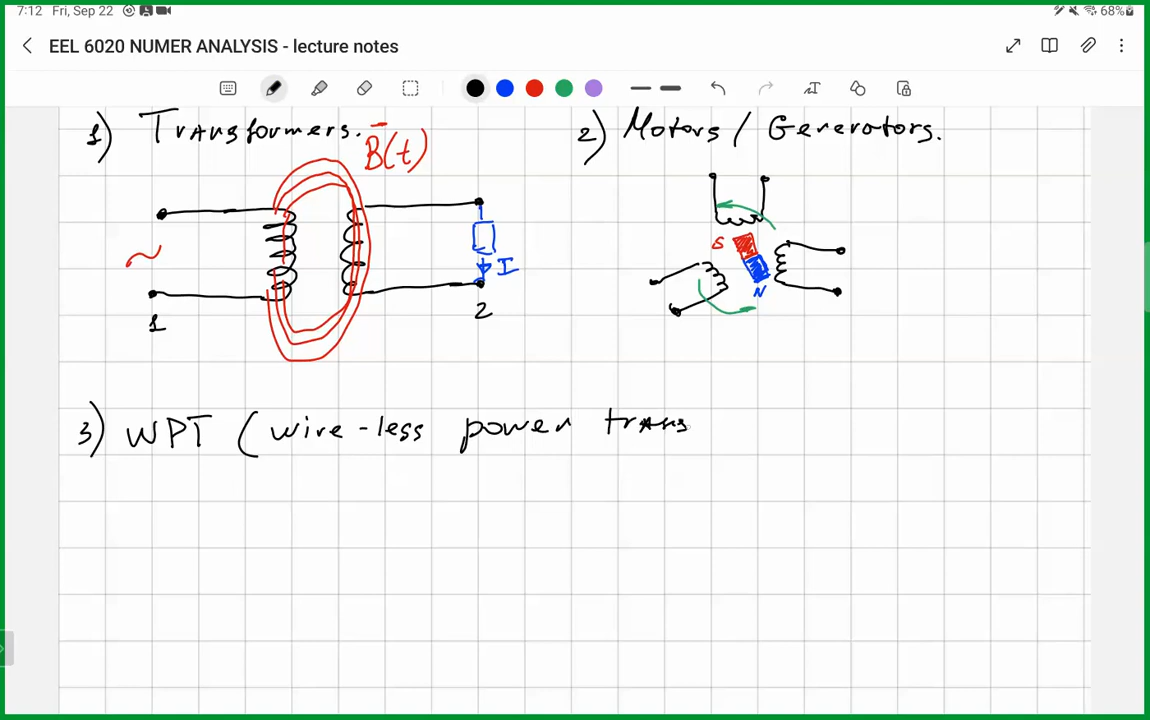 7:12 Fri, Sep 22 68%
EEL 6020 NUMER ANALYSIS - lecture notes
1) Transformers.
2) Motors / Generators.
B(t)
S
I
N
1
2
3) WPT (wire-less power trans